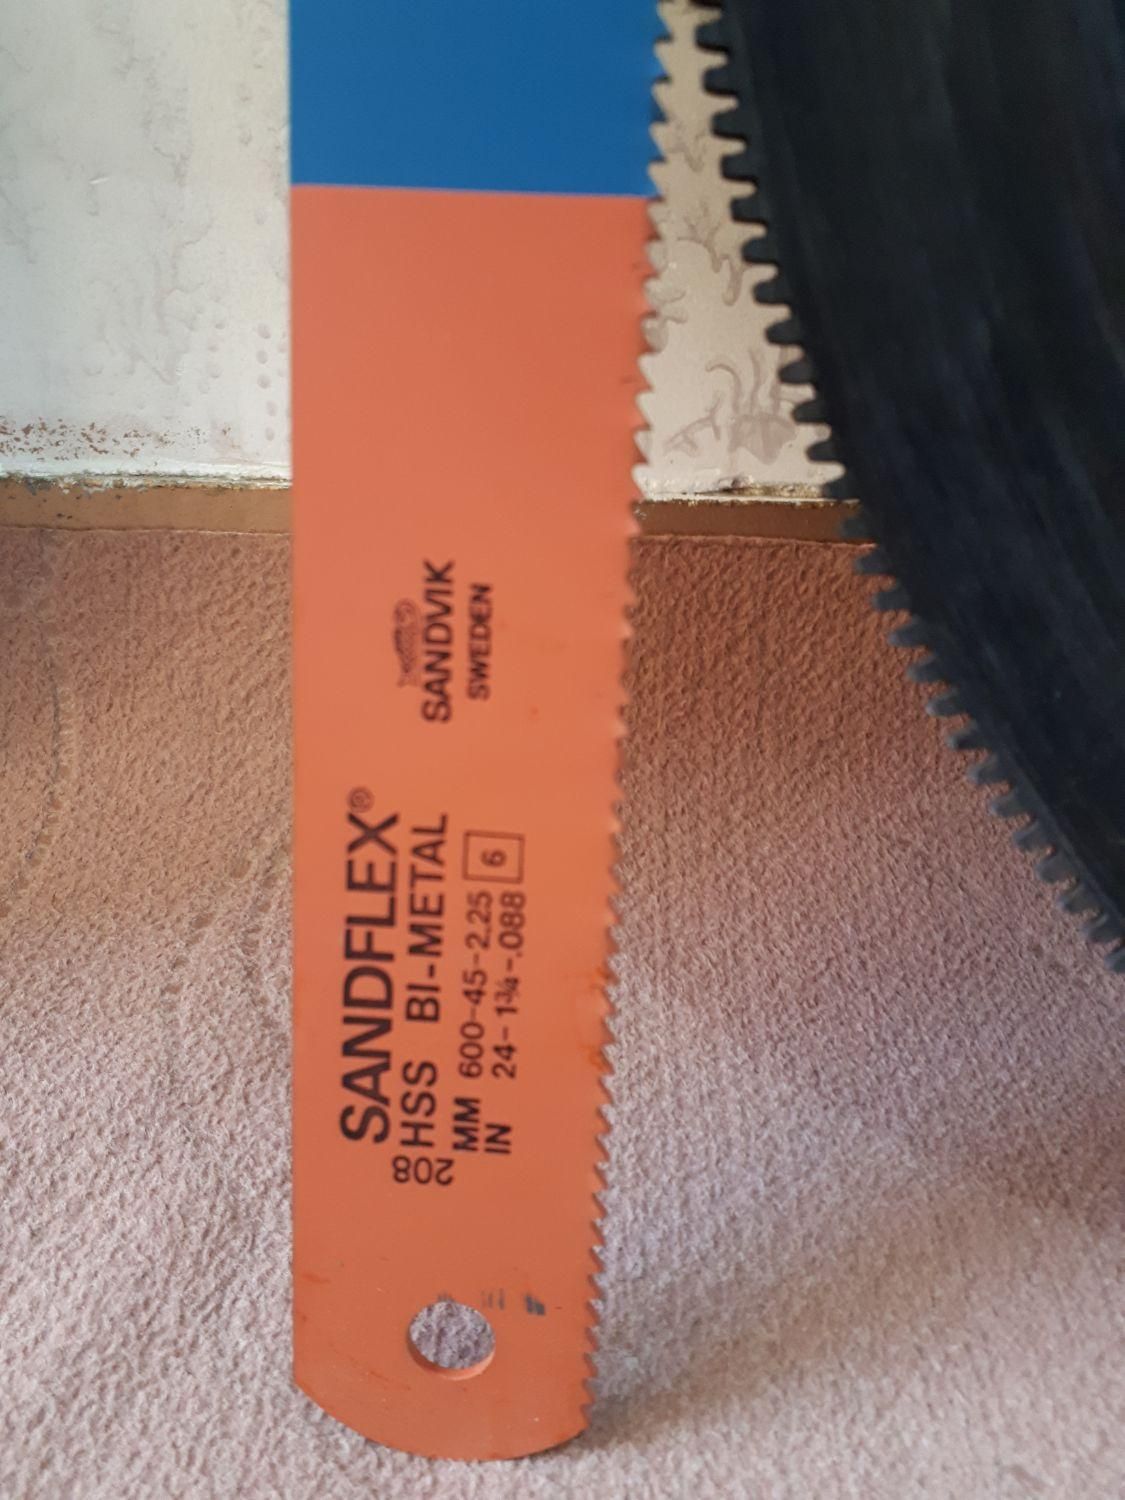 SANDVIK
SWEDEN
SANDFLEX®
208 HSS BI-METAL
MM 600-45-2.25 6
IN 24-1¾-.088